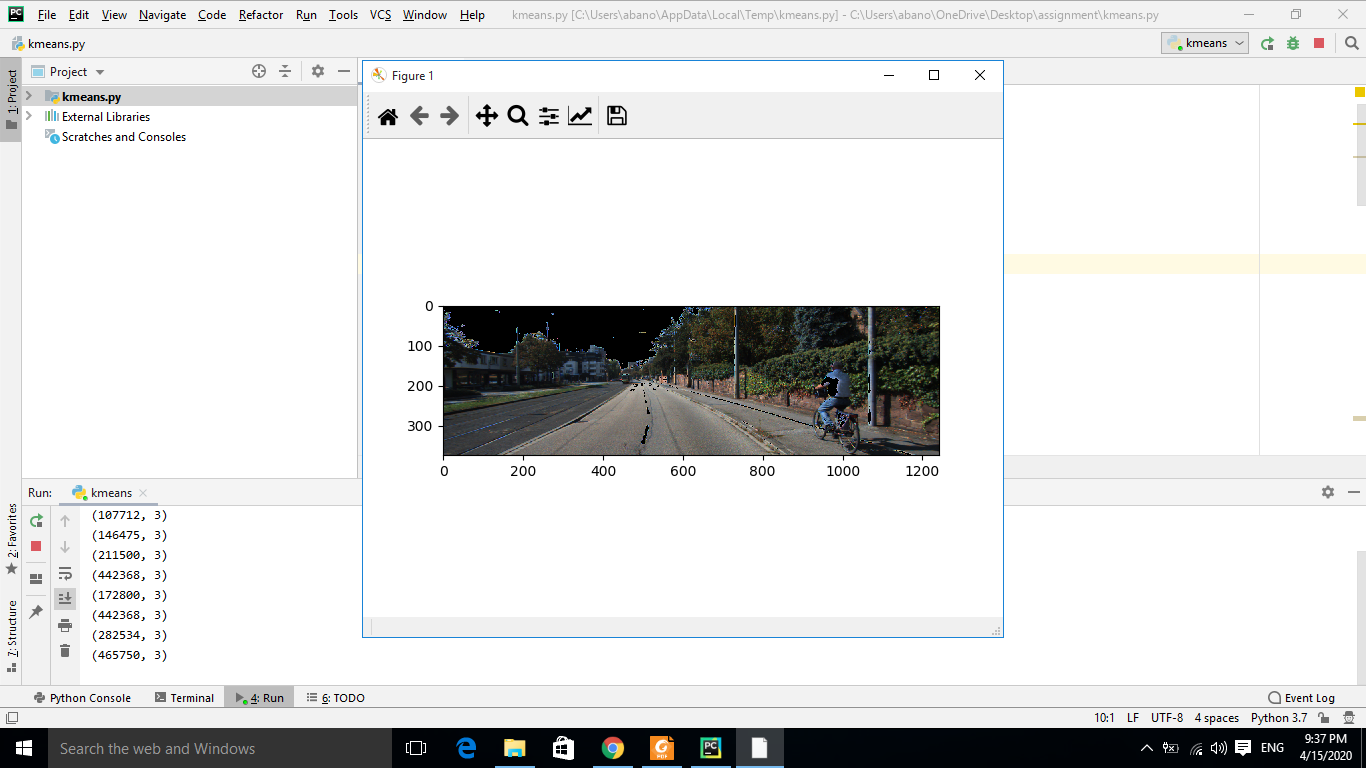 File Edit View Navigate Code Refactor Run Tools VCS Window Help kmeans.py [C:\Users\abano\AppData\Local\Temp\kmeans.py] - C:\Users\abano\OneDrive\Desktop\assignment\kmeans.py
kmeans.py
kmeans
1: Project
Project
kmeans.py
External Libraries
Scratches and Consoles
Figure 1
0
100
200
300
0 200 400 600 800 1000 1200
Run: kmeans
2: Favorites
7: Structure
(107712, 3)
(146475, 3)
(211500, 3)
(442368, 3)
(172800, 3)
(442368, 3)
(282534, 3)
(465750, 3)
Python Console Terminal 4: Run 6: TODO Event Log
10:1 LF UTF-8 4 spaces Python 3.7
Search the web and Windows
PDF
PC
ENG
9:37 PM
4/15/2020